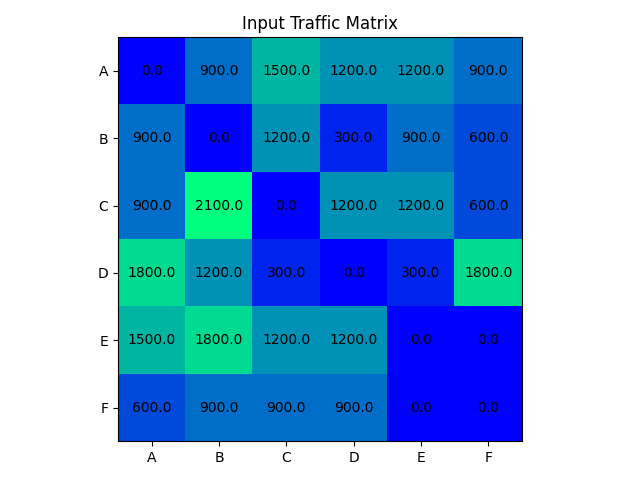 Input Traffic Matrix
A 0.0 900.0 1500.0 1200.0 1200.0 900.0
B 900.0 0.0 1200.0 300.0 900.0 600.0
C 900.0 2100.0 0.0 1200.0 1200.0 600.0
D 1800.0 1200.0 300.0 0.0 300.0 1800.0
E 1500.0 1800.0 1200.0 1200.0 0.0 0.0
F 600.0 900.0 900.0 900.0 0.0 0.0
A B C D E F